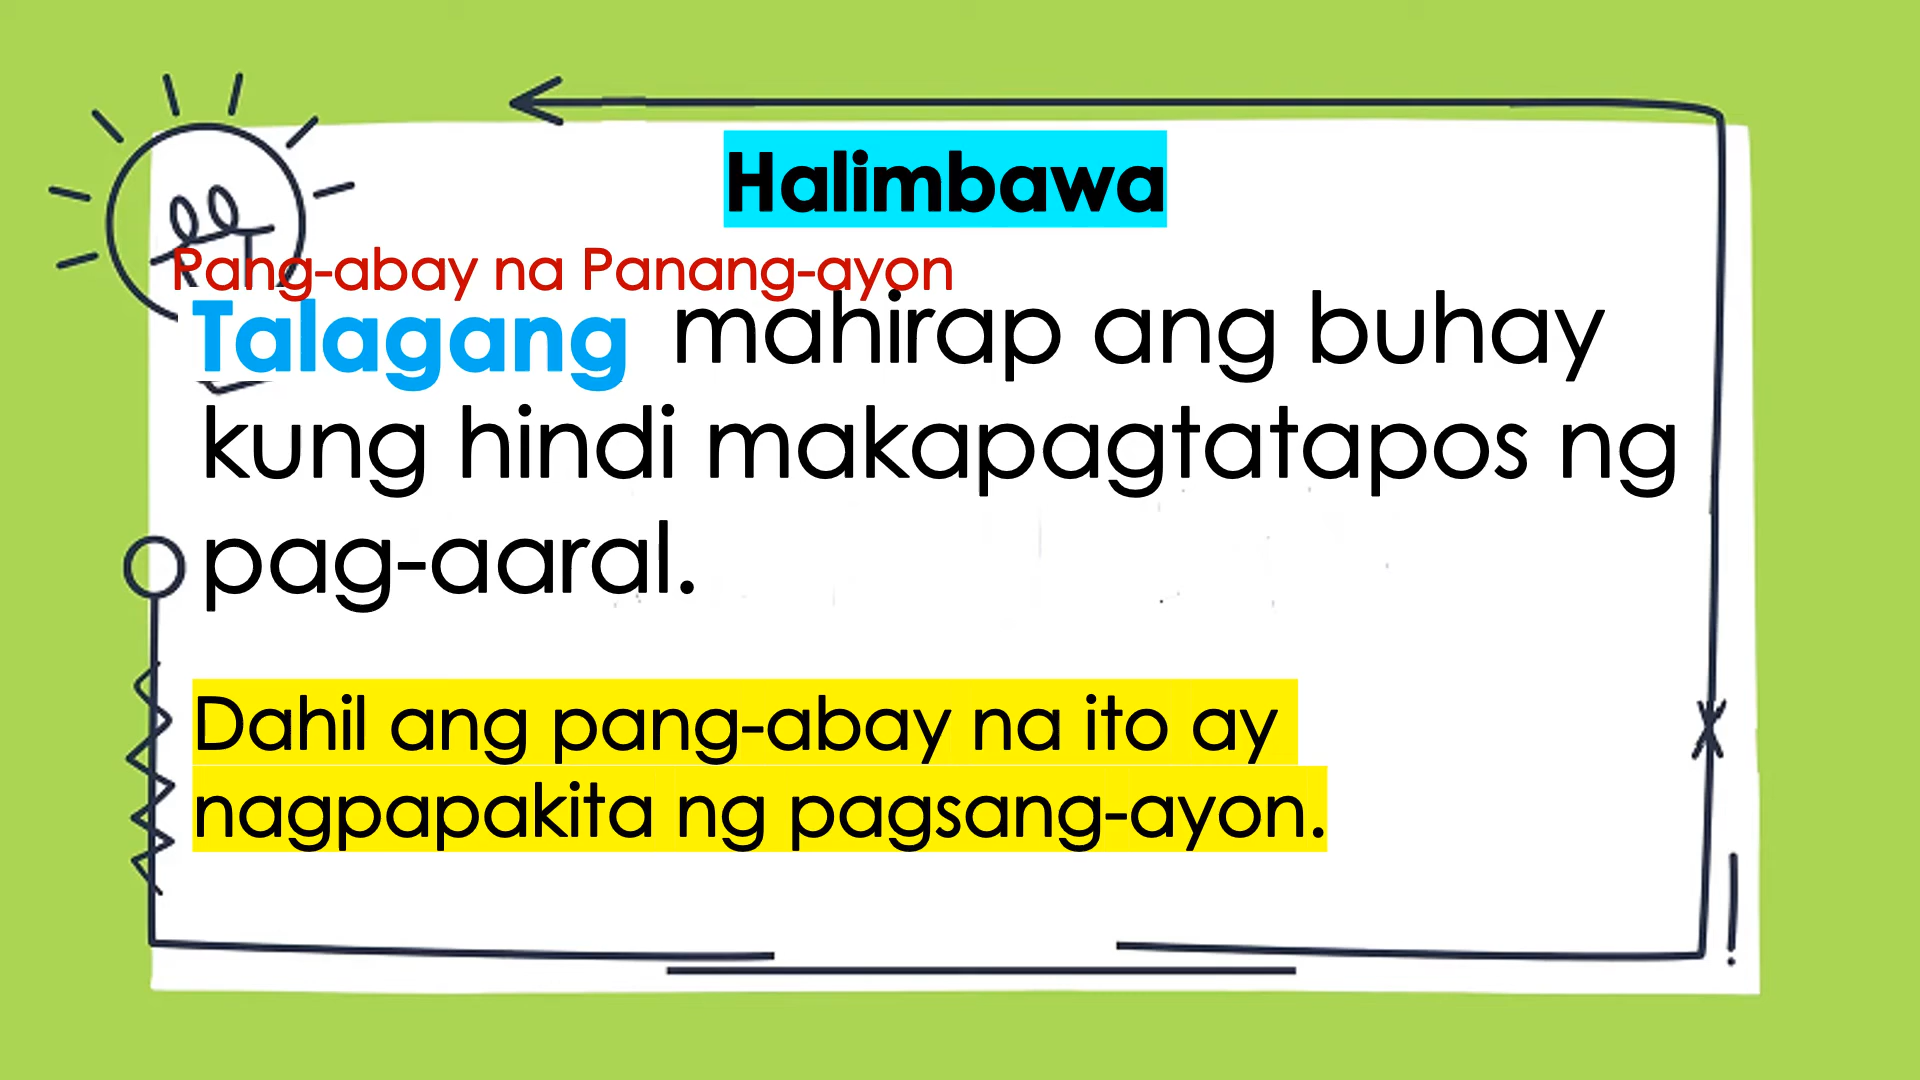 Halimbawa
Pang-abay na Panang-ayon
Talagang mahirap ang buhay
kung hindi makapagtatapos ng
pag-aaral.
Dahil ang pang-abay na ito ay
nagpapakita ng pagsang-ayon.